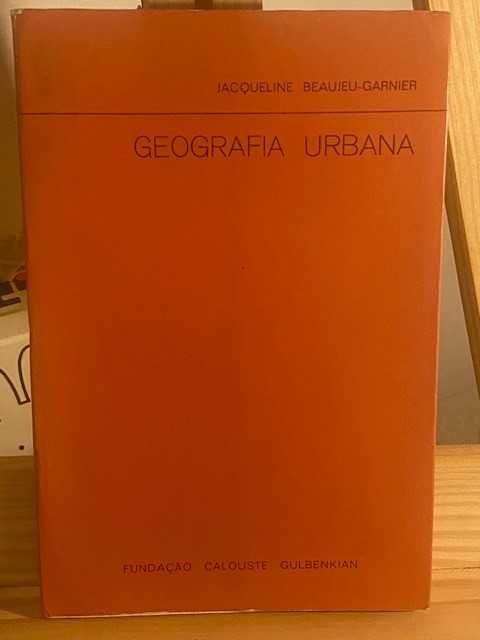 JACQUELINE BEAUJEU-GARNIER
GEOGRAFIA URBANA
FUNDAÇÃO CALOUSTE GULBENKIAN